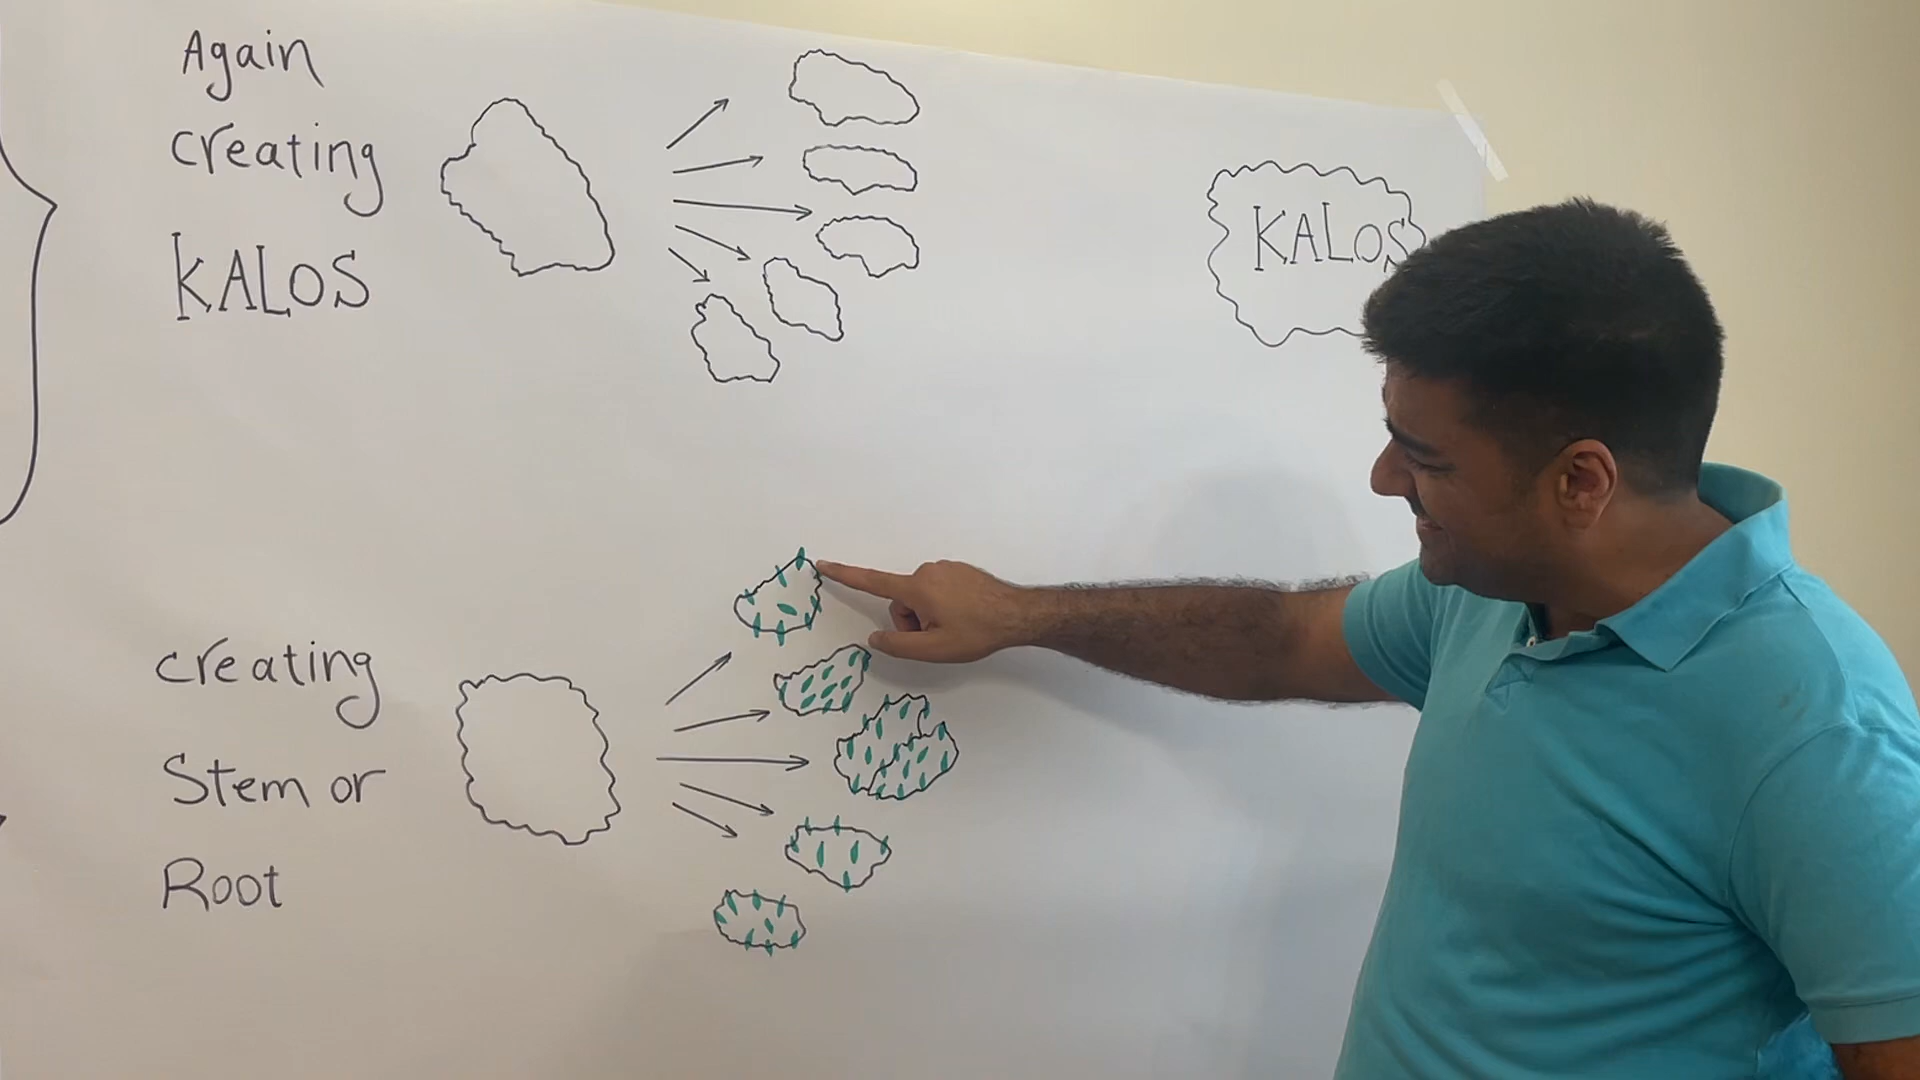 Again
creating
KALOS
KALOS
creating
Stem or
Root